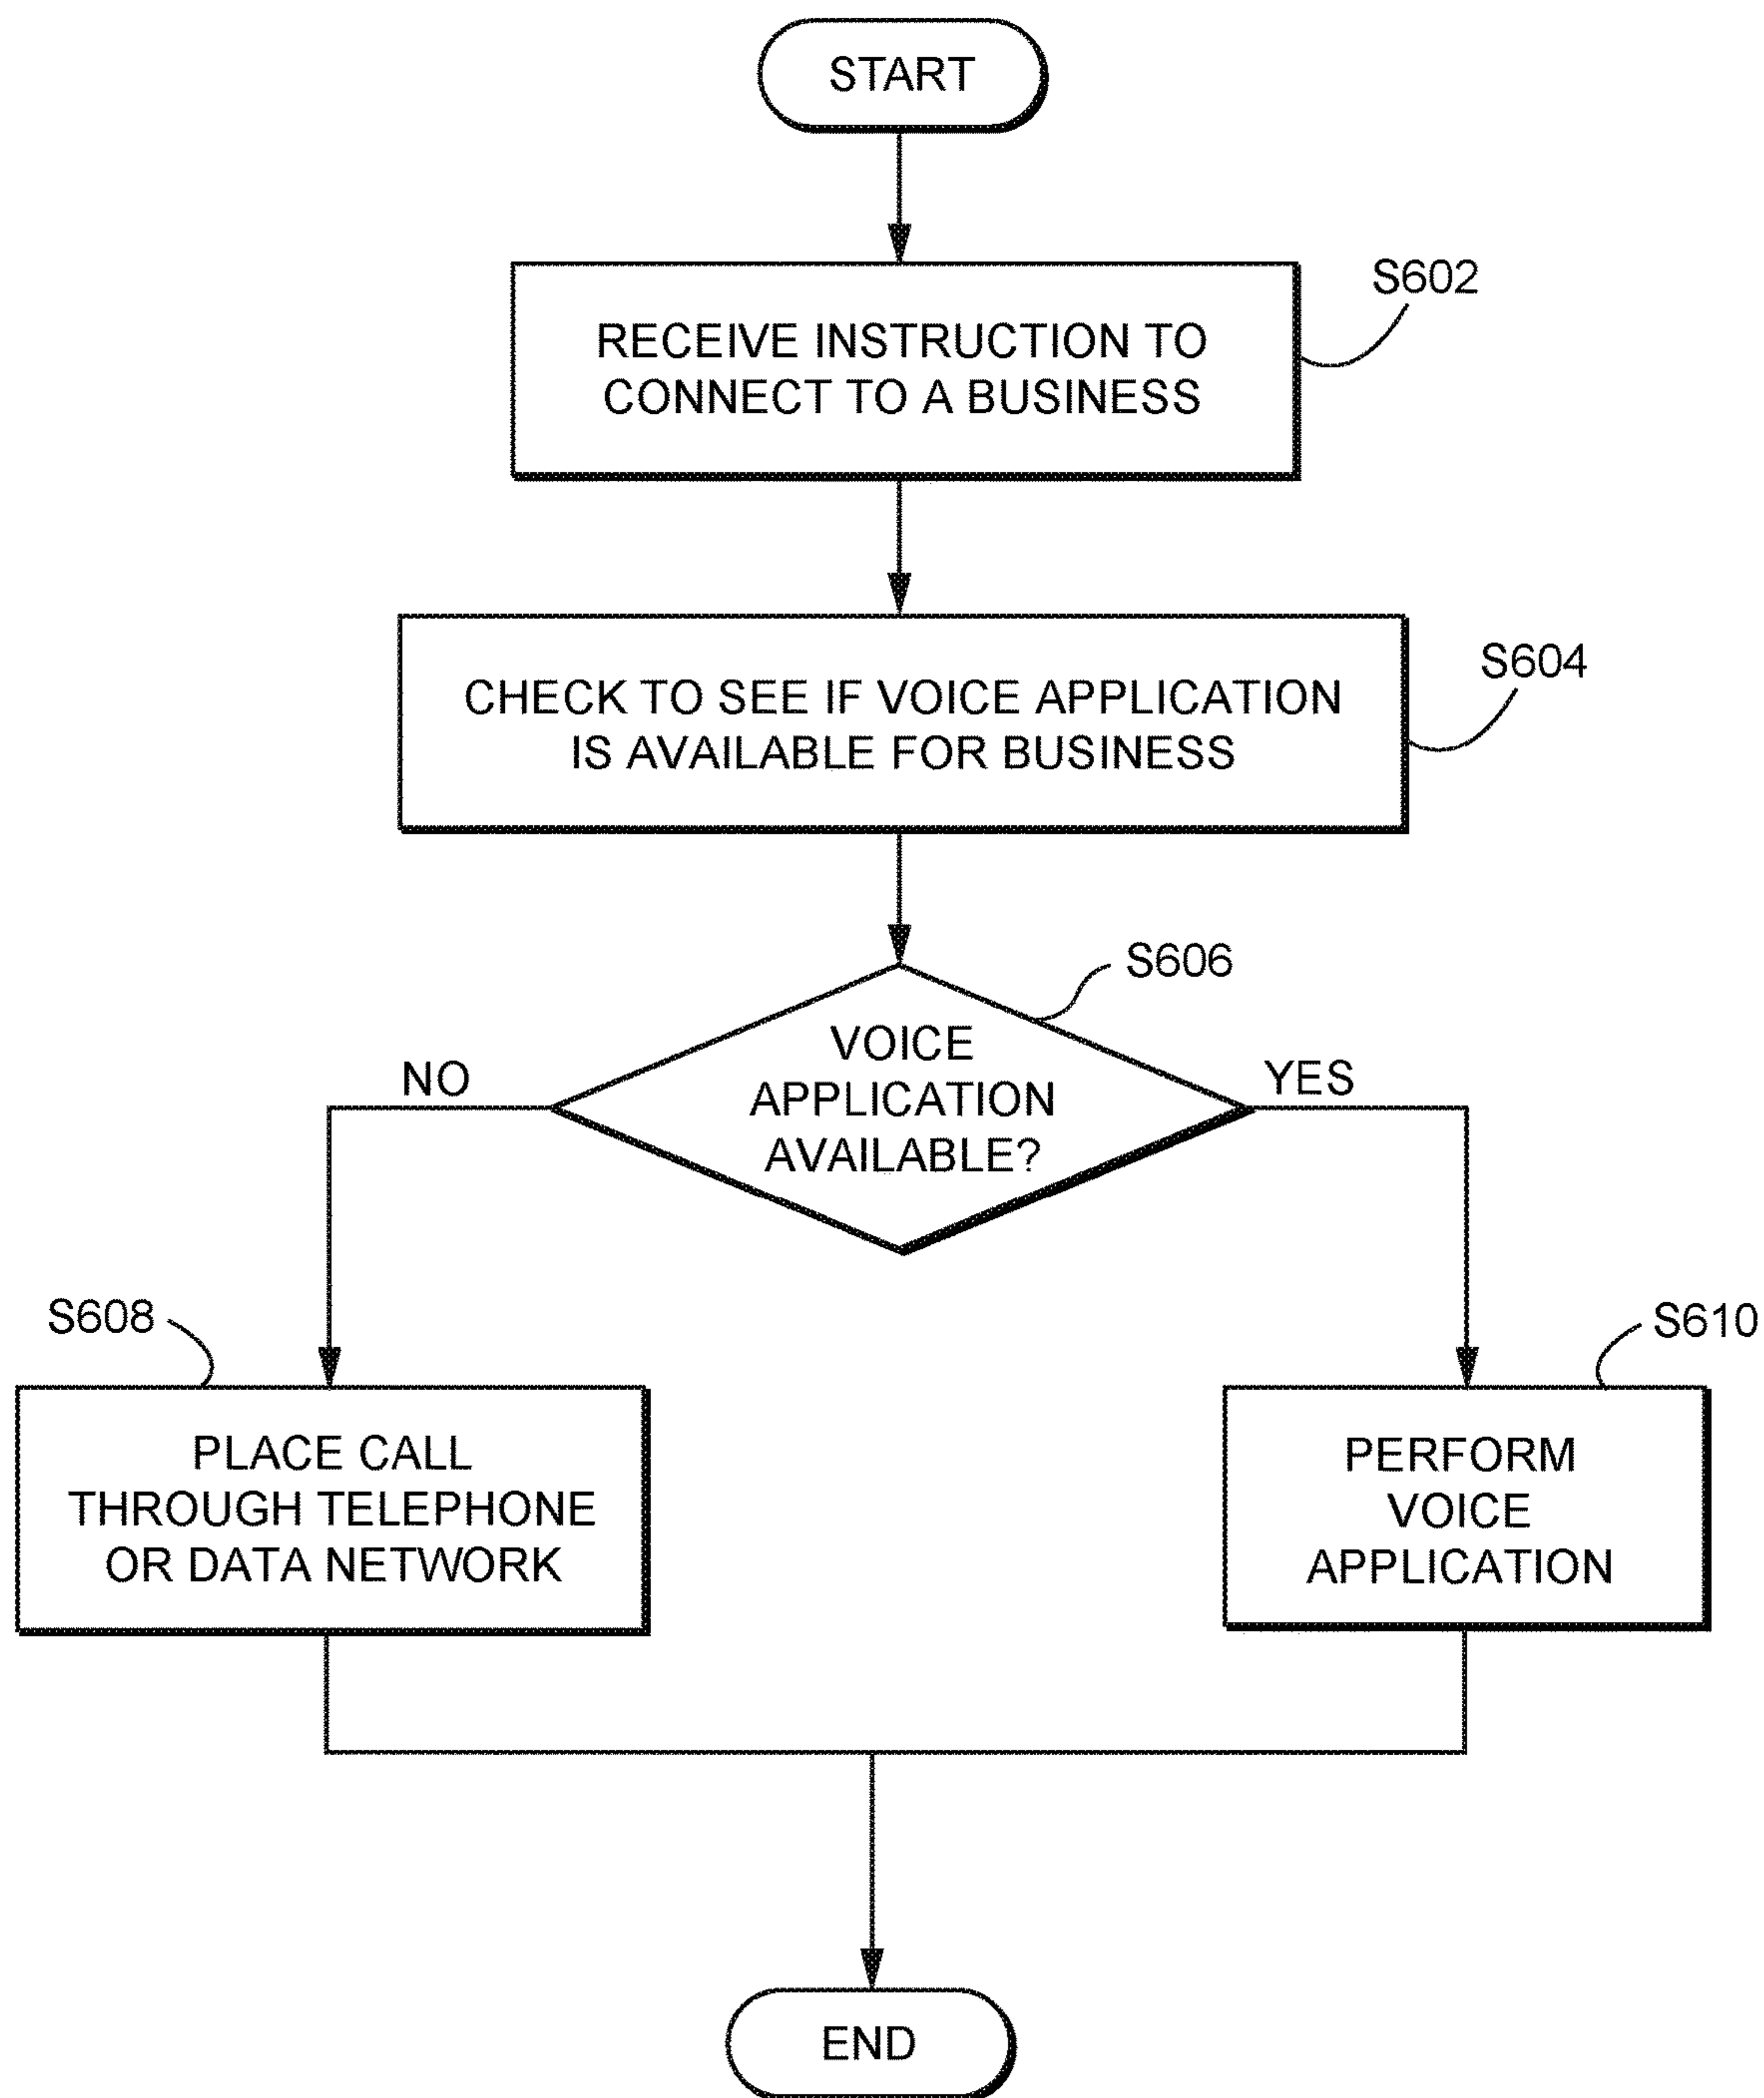 START
S602
RECEIVE INSTRUCTION TO
CONNECT TO A BUSINESS
S604
CHECK TO SEE IF VOICE APPLICATION
IS AVAILABLE FOR BUSINESS
S606
VOICE
APPLICATION
AVAILABLE?
NO
YES
S608
PLACE CALL
THROUGH TELEPHONE
OR DATA NETWORK
S610
PERFORM
VOICE
APPLICATION
END